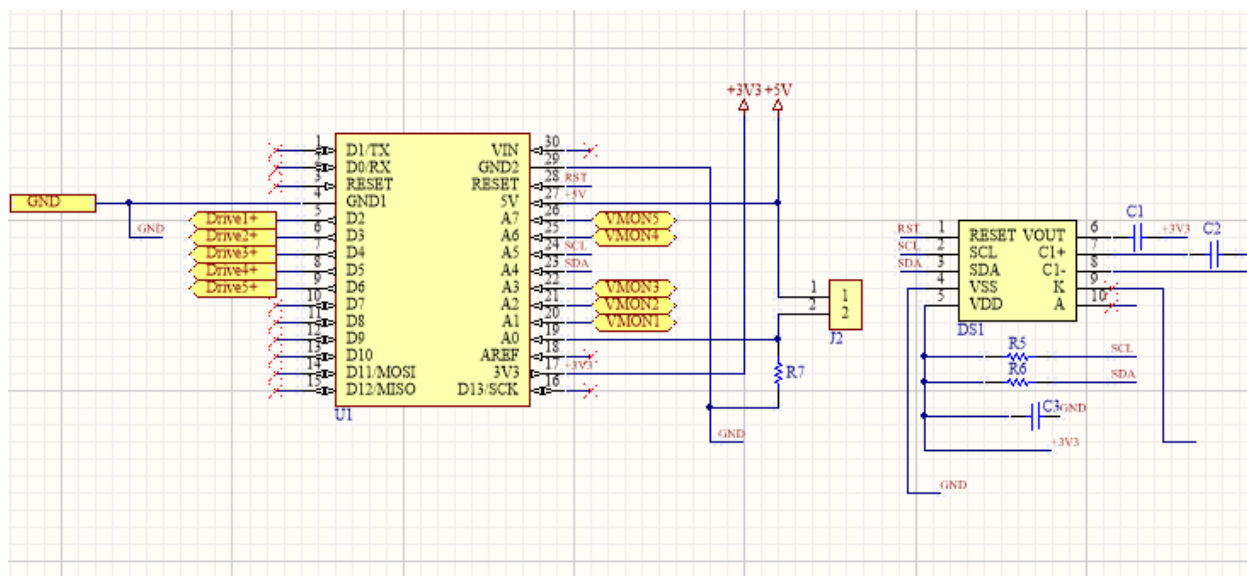 +3V3 +5V
1 D1/TX VIN 30
2 D0/RX GND2 29
3 RESET RESET 28 RST
GND 4 GND1 5V 27 +5V
Drive1+ 5 D2 A7 26 VMON5
GND Drive2+ 6 D3 A6 25 VMON4
Drive3+ 7 D4 A5 24 SCL
Drive4+ 8 D5 A4 23 SDA
Drive5+ 9 D6 A3 22 VMON3
10 D7 A2 21 VMON2
11 D8 A1 20 VMON1
12 D9 A0 19
13 D10 AREF 18
14 D11/MOSI 3V3 17 +3V3
15 D12/MISO D13/SCK 16
U1
1 1
2 2
J2
R7
GND
C1
C2
RST 1 RESET VOUT 6 +3V3
SCL 2 SCL C1+ 7
SDA 3 SDA C1- 8
4 VSS K 9
5 VDD A 10
DS1
R5 SCL
R6 SDA
C3 GND
+3V3
GND